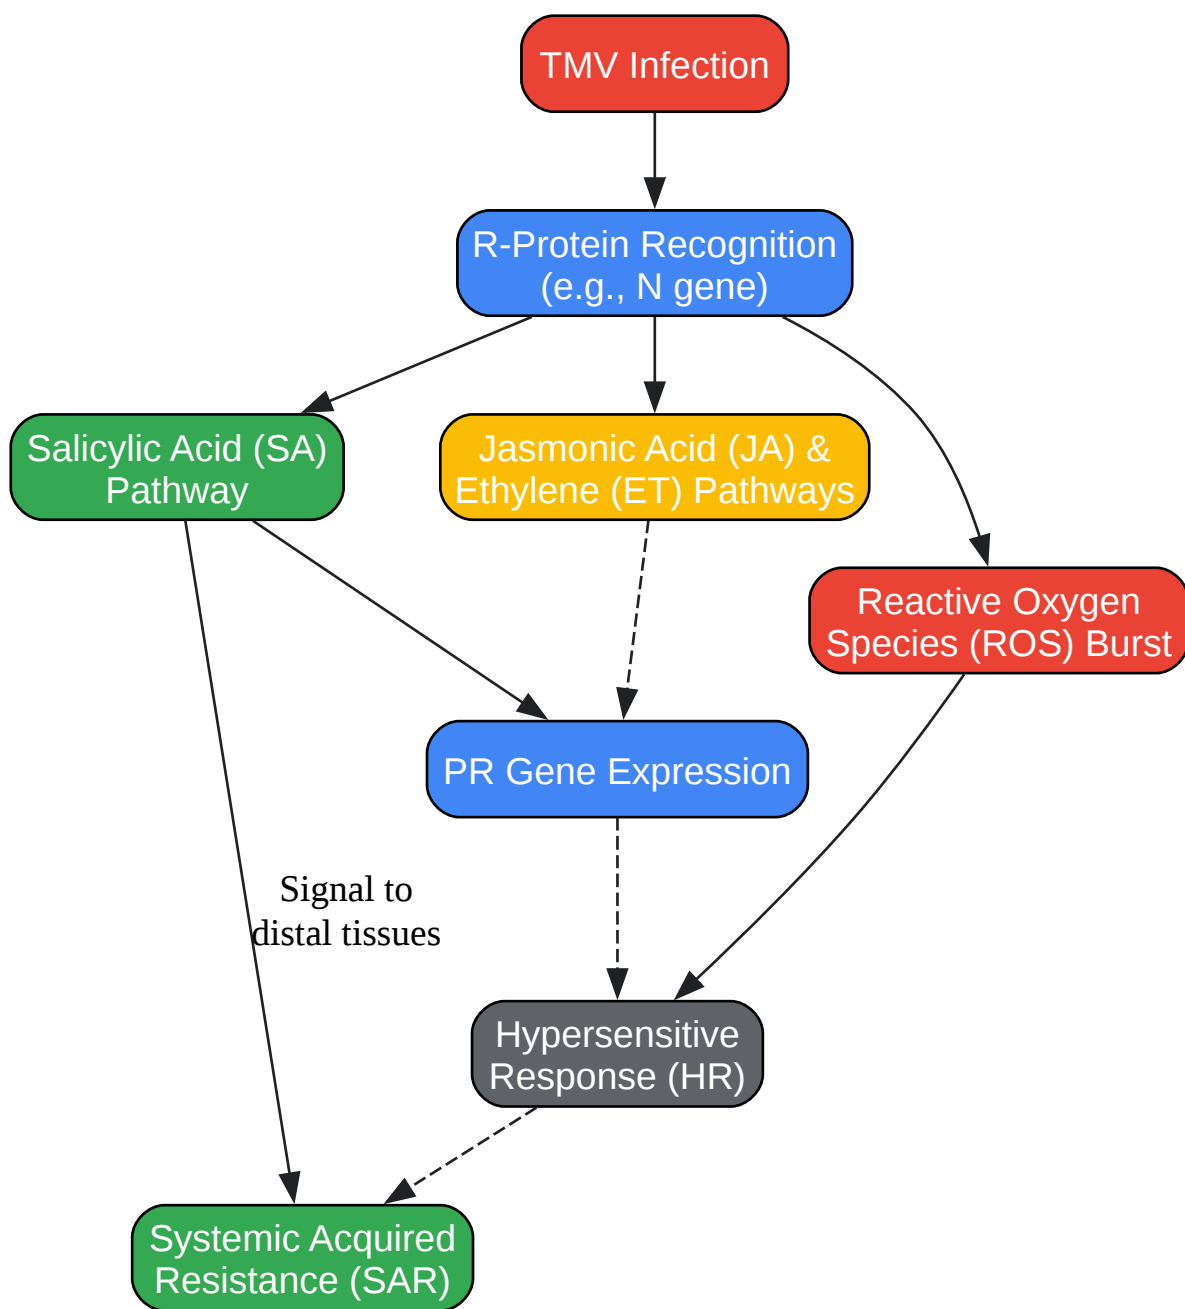 TMV Infection
R-Protein Recognition
(e.g., N gene)
Salicylic Acid (SA)
Pathway
Jasmonic Acid (JA) &
Ethylene (ET) Pathways
Reactive Oxygen
Species (ROS) Burst
PR Gene Expression
Signal to
distal tissues
Hypersensitive
Response (HR)
Systemic Acquired
Resistance (SAR)